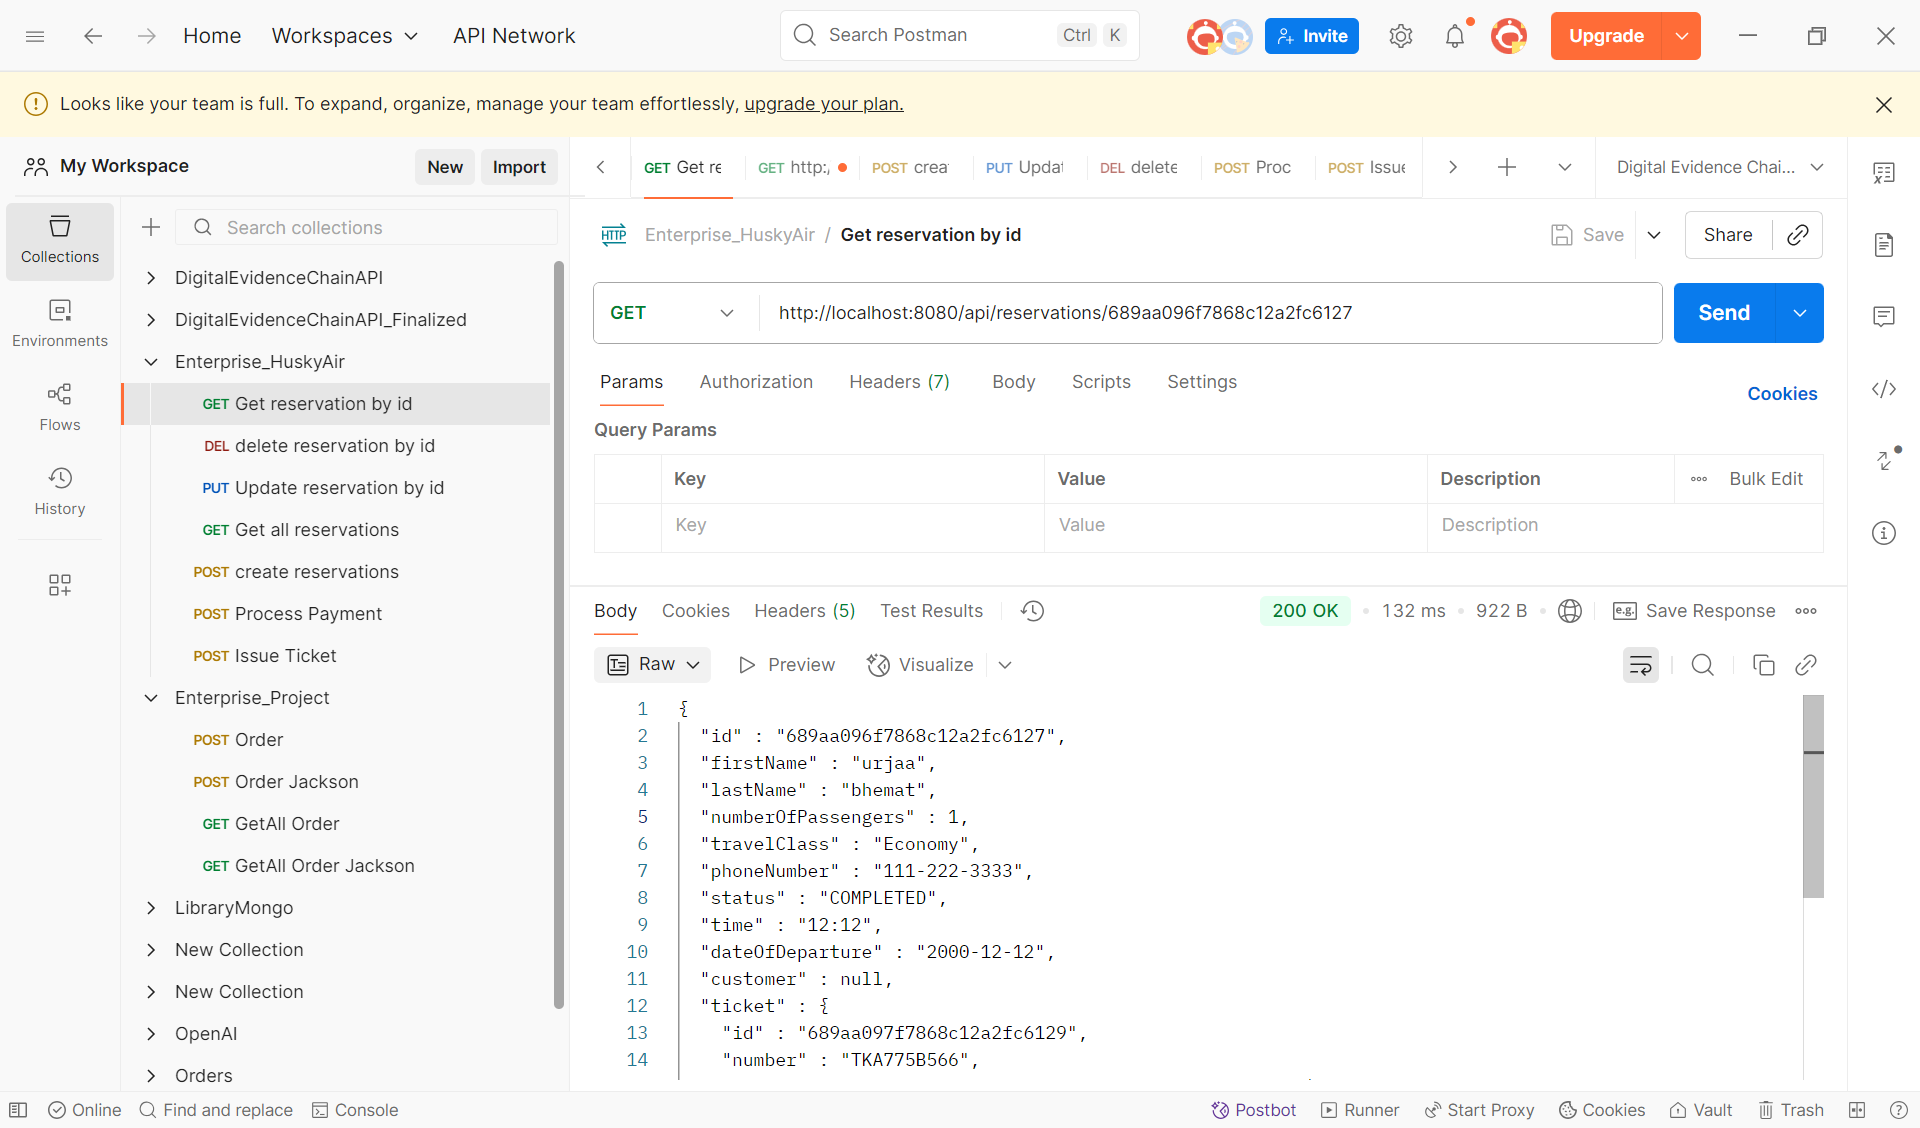 Home Workspaces API Network Search Postman Ctrl K Invite Upgrade
Looks like your team is full. To expand, organize, manage your team effortlessly, upgrade your plan.
My Workspace New Import
GET Get re GET http:/ POST crea PUT Updat DEL delete POST Proc POST Issue Digital Evidence Chai...
Collections
Environments
Flows
History
Search collections
DigitalEvidenceChainAPI
DigitalEvidenceChainAPI_Finalized
Enterprise_HuskyAir
GET Get reservation by id
DEL delete reservation by id
PUT Update reservation by id
GET Get all reservations
POST create reservations
POST Process Payment
POST Issue Ticket
Enterprise_Project
POST Order
POST Order Jackson
GET GetAll Order
GET GetAll Order Jackson
LibraryMongo
New Collection
New Collection
OpenAI
Orders
HTTP Enterprise_HuskyAir / Get reservation by id Save Share
GET http://localhost:8080/api/reservations/689aa096f7868c12a2fc6127 Send
Params Authorization Headers (7) Body Scripts Settings Cookies
Query Params
Key Value Description Bulk Edit
Key Value Description
Body Cookies Headers (5) Test Results 200 OK 132 ms 922 B e.g. Save Response
Raw Preview Visualize
1 {
2 "id" : "689aa096f7868c12a2fc6127",
3 "firstName" : "urjaa",
4 "lastName" : "bhemat",
5 "numberOfPassengers" : 1,
6 "travelClass" : "Economy",
7 "phoneNumber" : "111-222-3333",
8 "status" : "COMPLETED",
9 "time" : "12:12",
10 "dateOfDeparture" : "2000-12-12",
11 "customer" : null,
12 "ticket" : {
13 "id" : "689aa097f7868c12a2fc6129",
14 "number" : "TKA775B566",
Online Find and replace Console Postbot Runner Start Proxy Cookies Vault Trash